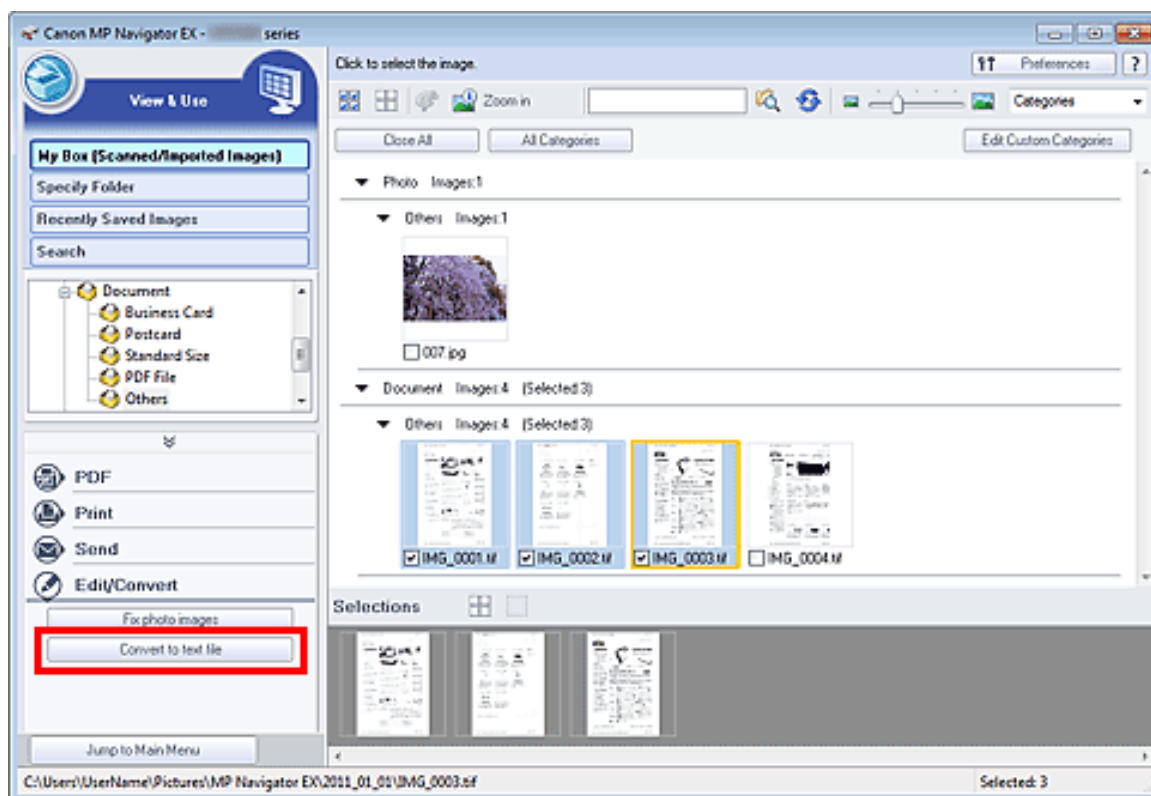 Canon MP Navigator EX - series
View & Use
My Box (Scanned/Imported Images)
Specify Folder
Recently Saved Images
Search
Document
Business Card
Postcard
Standard Size
PDF File
Others
PDF
Print
Send
Edit/Convert
Fix photo images
Convert to text file
Jump to Main Menu
Click to select the image.
Preferences
?
Zoom in
Categories
Close All
All Categories
Edit Custom Categories
Photo Images:1
Others Images:1
007.jpg
Document Images:4 (Selected 3)
Others Images:4 (Selected 3)
IMG_0001.tif
IMG_0002.tif
IMG_0003.tif
IMG_0004.tif
Selections
C:\Users\UserName\Pictures\MP Navigator EX\2011_01_01\IMG_0003.tif
Selected: 3